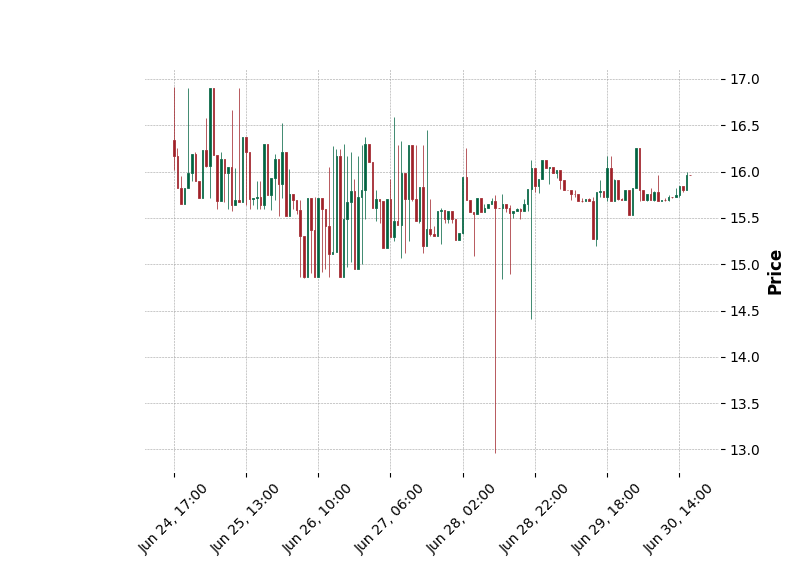 17.0
16.5
16.0
15.5
15.0
14.5
14.0
13.5
13.0
Price
Jun 24, 17:00
Jun 25, 13:00
Jun 26, 10:00
Jun 27, 06:00
Jun 28, 02:00
Jun 28, 22:00
Jun 29, 18:00
Jun 30, 14:00